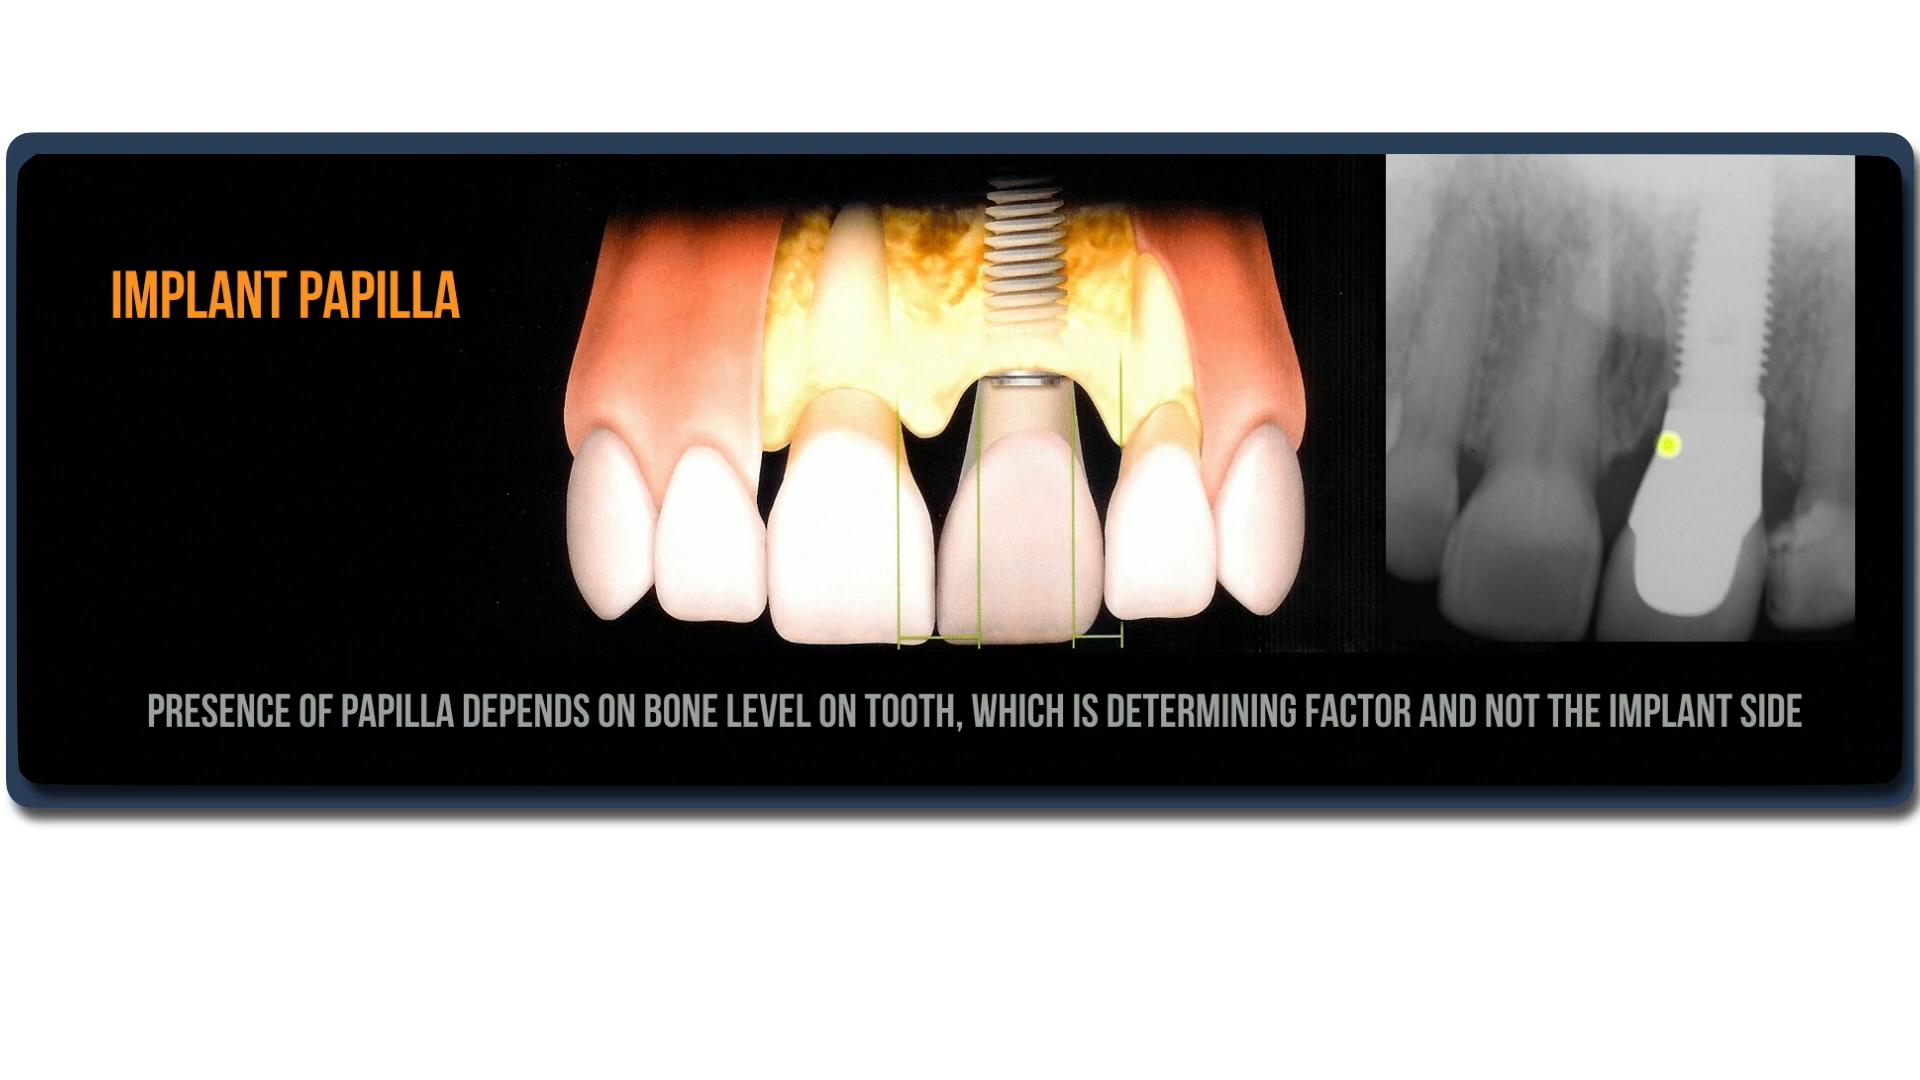 IMPLANT PAPILLA
PRESENCE OF PAPILLA DEPENDS ON BONE LEVEL ON TOOTH, WHICH IS DETERMINING FACTOR AND NOT THE IMPLANT SIDE